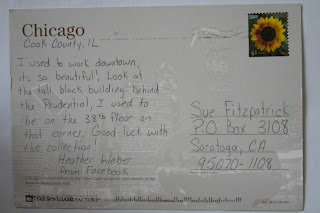 Chicago
Cook County, IL
I used to work downtown,
its so beautiful! Look at
the tall black building behind
the Prudential, I used to
be on the 38th floor on
that corner. Good luck with
the collection!
Heather Weber
From Facebook
Sue Fitzpatrick
P.O. Box 3108
Saratoga, CA
95070-1108
FACTORY